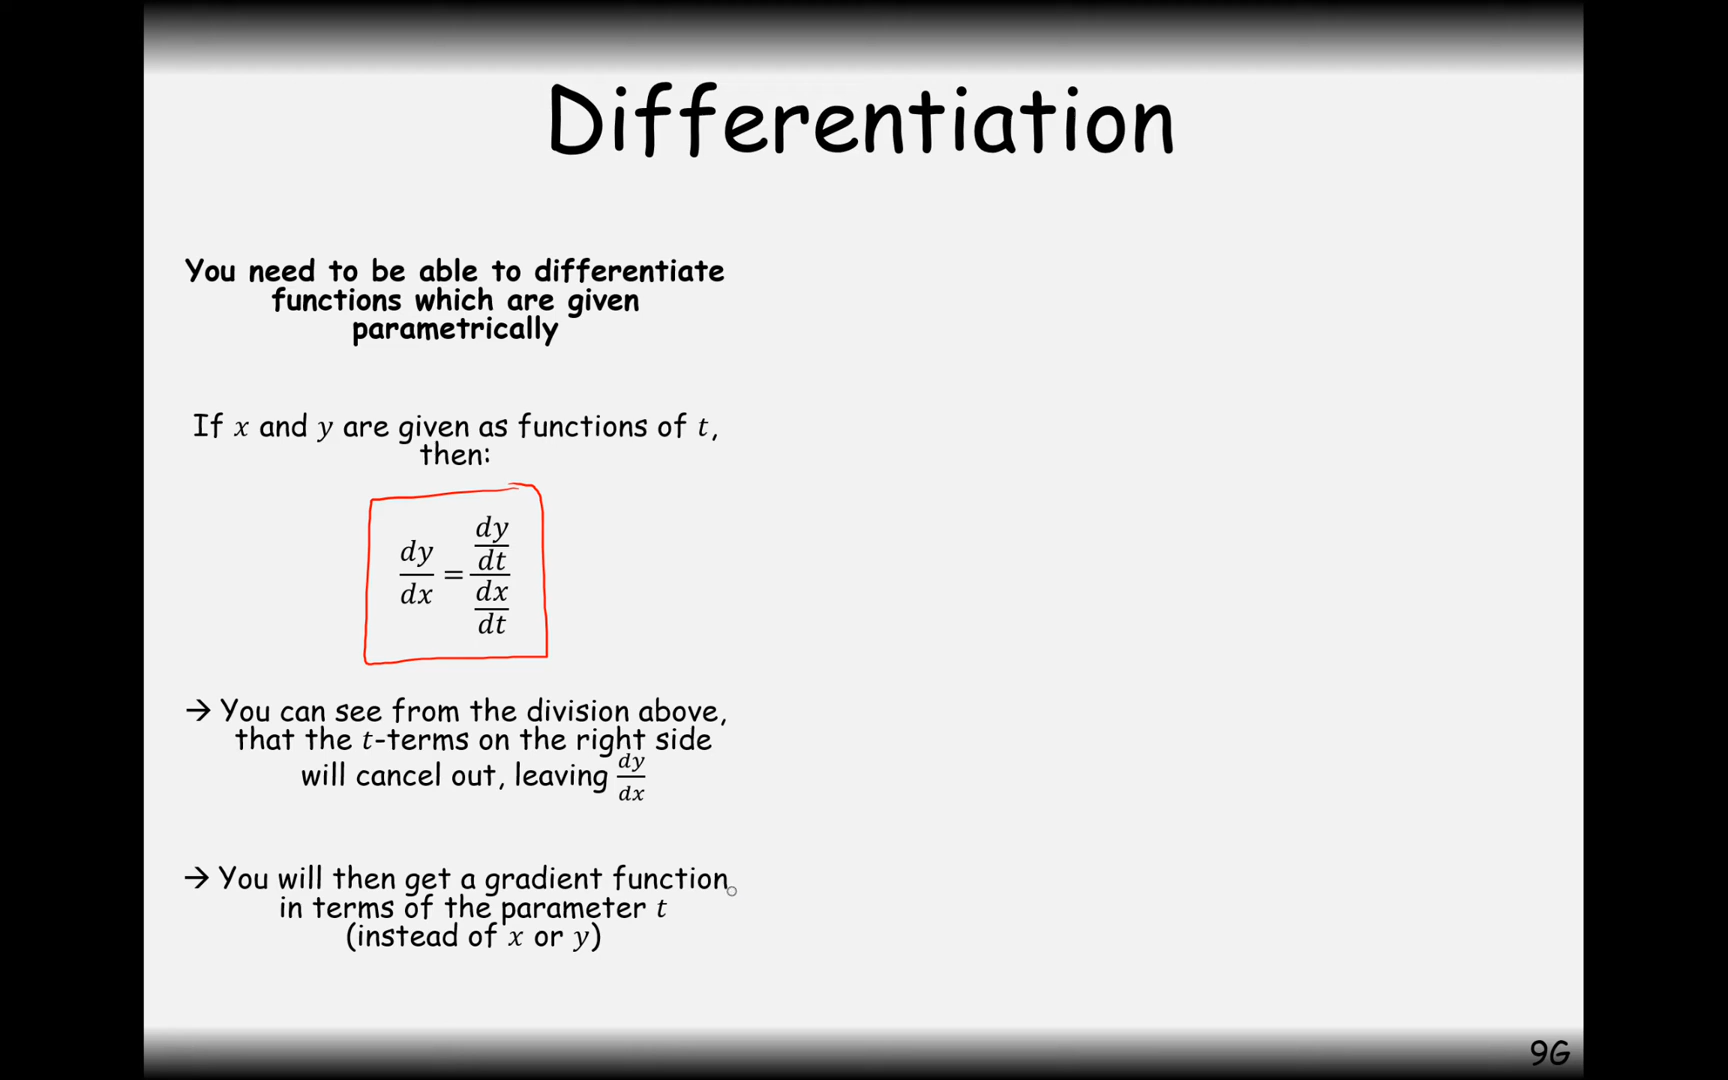 Differentiation
You need to be able to differentiate
functions which are given
parametrically
If x and y are given as functions of t,
then:
dy/dx = (dy/dt)/(dx/dt)
→ You can see from the division above,
that the t-terms on the right side
will cancel out, leaving dy/dx
→ You will then get a gradient function
in terms of the parameter t
(instead of x or y)
9G